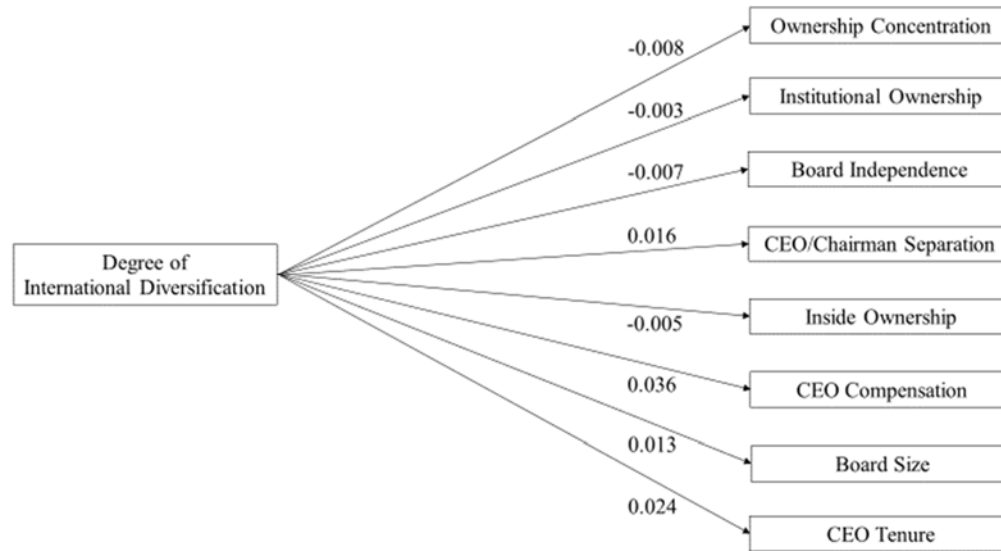 Ownership Concentration
-0.008
Institutional Ownership
-0.003
Board Independence
-0.007
CEO/Chairman Separation
0.016
Degree of
International Diversification
Inside Ownership
-0.005
CEO Compensation
0.036
Board Size
0.013
CEO Tenure
0.024